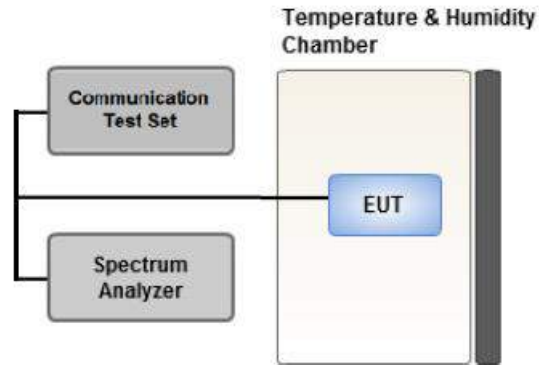 Temperature & Humidity
Chamber
Communication
Test Set
EUT
Spectrum
Analyzer